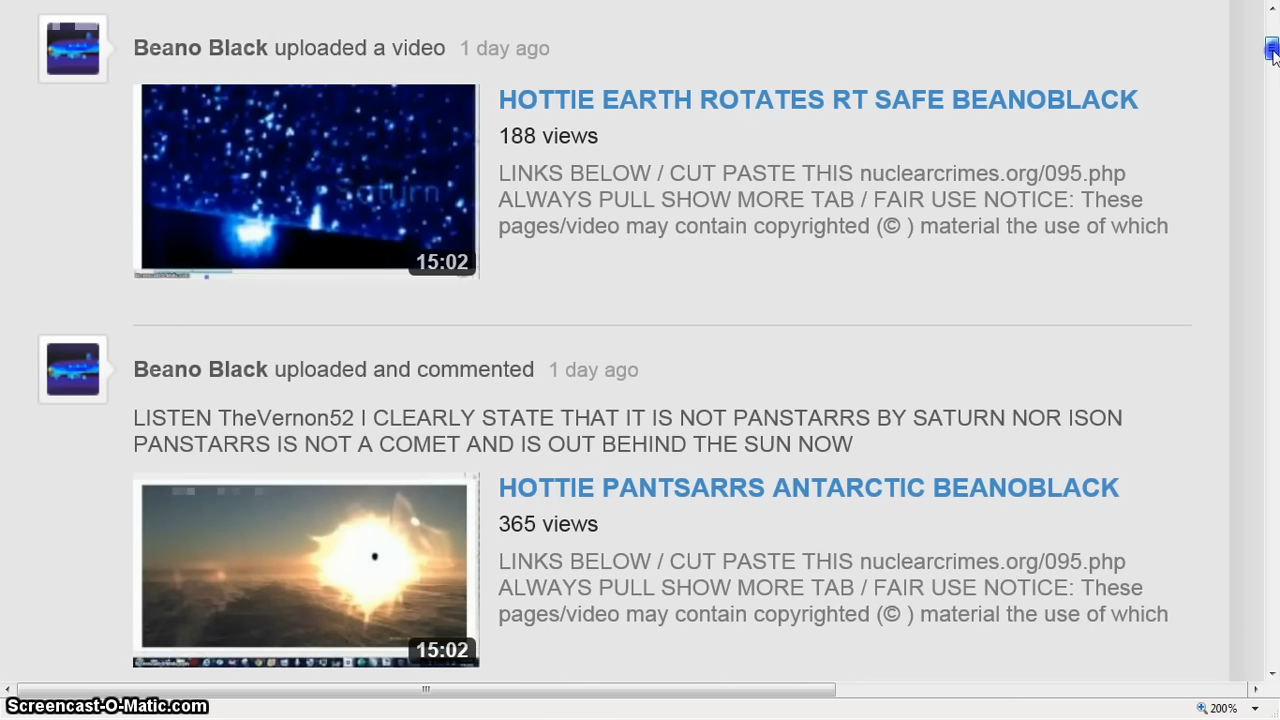 Beano Black uploaded a video 1 day ago
Saturn
15:02
HOTTIE EARTH ROTATES RT SAFE BEANOBLACK
188 views
LINKS BELOW / CUT PASTE THIS nuclearcrimes.org/095.php
ALWAYS PULL SHOW MORE TAB / FAIR USE NOTICE: These
pages/video may contain copyrighted (© ) material the use of which
Beano Black uploaded and commented 1 day ago
LISTEN TheVernon52 I CLEARLY STATE THAT IT IS NOT PANSTARRS BY SATURN NOR ISON
PANSTARRS IS NOT A COMET AND IS OUT BEHIND THE SUN NOW
15:02
HOTTIE PANTSARRS ANTARCTIC BEANOBLACK
365 views
LINKS BELOW / CUT PASTE THIS nuclearcrimes.org/095.php
ALWAYS PULL SHOW MORE TAB / FAIR USE NOTICE: These
pages/video may contain copyrighted (© ) material the use of which
Screencast-O-Matic.com
200%